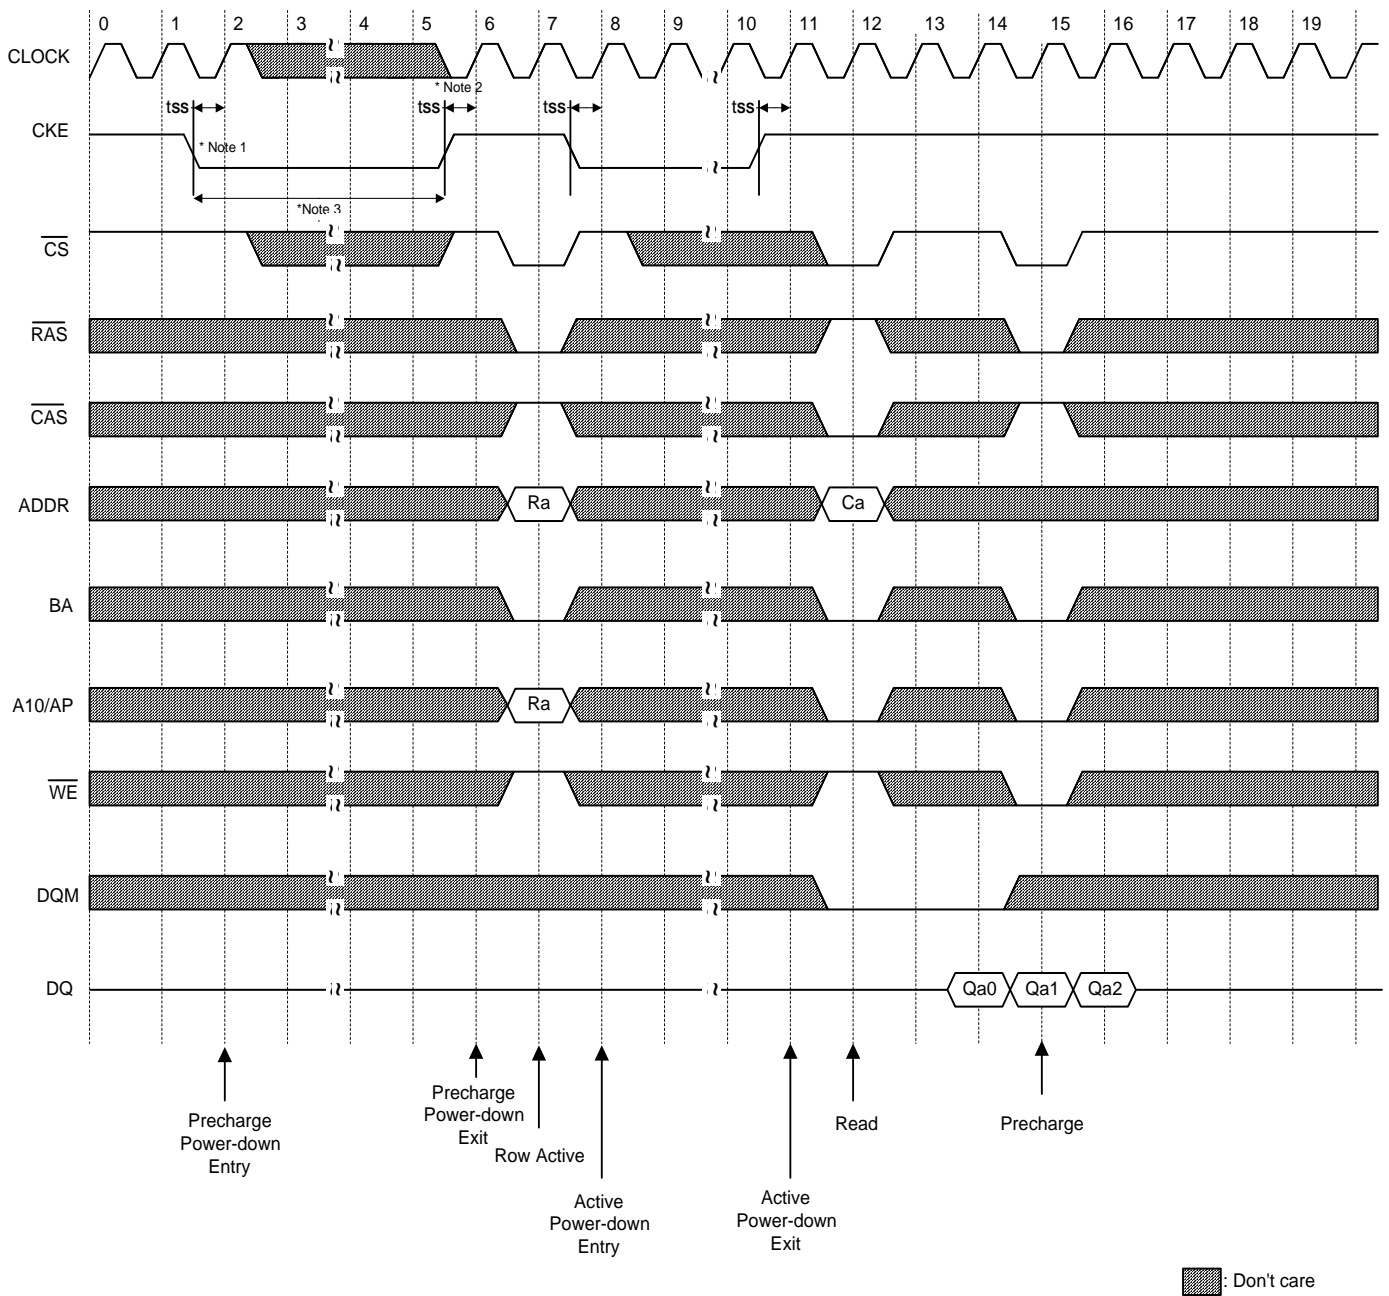 0 1 2 3 4 5 6 7 8 9 10 11 12 13 14 15 16 17 18 19
CLOCK
* Note 2
tss tss tss tss
CKE
* Note 1
*Note 3
CS
RAS
CAS
ADDR Ra Ca
BA
A10/AP Ra
WE
DQM
DQ Qa0 Qa1 Qa2
Precharge
Power-down
Entry
Precharge
Power-down
Exit
Row Active
Active
Power-down
Entry
Active
Power-down
Exit
Read
Precharge
: Don't care